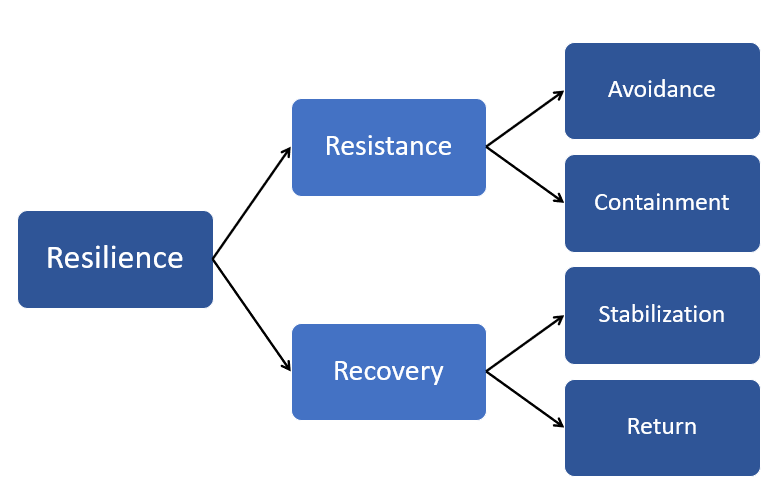 Resilience
Resistance
Recovery
Avoidance
Containment
Stabilization
Return